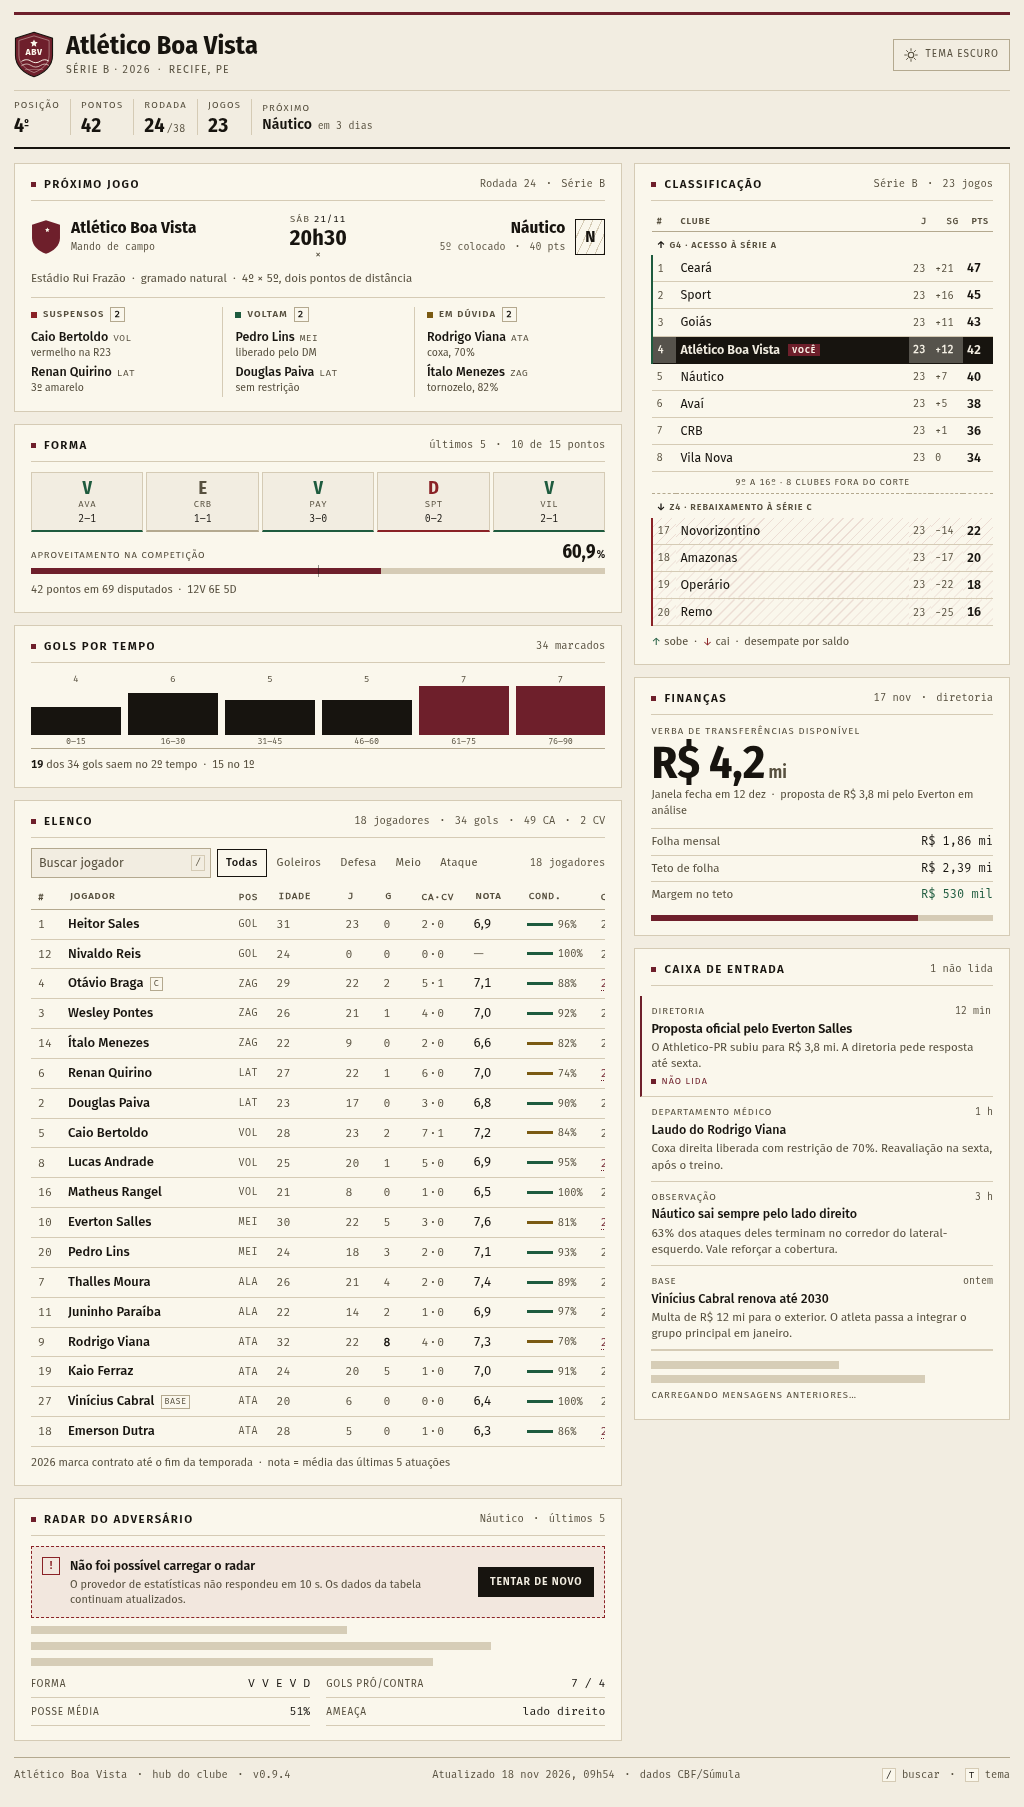 ABV
Atlético Boa Vista
SÉRIE B · 2026 · RECIFE, PE
TEMA ESCURO
POSIÇÃO
4º
PONTOS
42
RODADA
24 /38
JOGOS
23
PRÓXIMO
Náutico em 3 dias
PRÓXIMO JOGO
Rodada 24 · Série B
Atlético Boa Vista
Mando de campo
SÁB 21/11
20h30
×
Náutico
5º colocado · 40 pts
N
Estádio Rui Frazão · gramado natural · 4º × 5º, dois pontos de distância
SUSPENSOS 2
Caio Bertoldo VOL
vermelho na R23
Renan Quirino LAT
3º amarelo
VOLTAM 2
Pedro Lins MEI
liberado pelo DM
Douglas Paiva LAT
sem restrição
EM DÚVIDA 2
Rodrigo Viana ATA
coxa, 70%
Ítalo Menezes ZAG
tornozelo, 82%
FORMA
últimos 5 · 10 de 15 pontos
V
AVA
2–1
E
CRB
1–1
V
PAY
3–0
D
SPT
0–2
V
VIL
2–1
APROVEITAMENTO NA COMPETIÇÃO
60,9%
42 pontos em 69 disputados · 12V 6E 5D
GOLS POR TEMPO
34 marcados
4 6 5 5 7 7
0–15 16–30 31–45 46–60 61–75 76–90
19 dos 34 gols saem no 2º tempo · 15 no 1º
ELENCO
18 jogadores · 34 gols · 49 CA · 2 CV
Buscar jogador /
Todas Goleiros Defesa Meio Ataque
18 jogadores
# JOGADOR POS IDADE J G CA·CV NOTA COND.
1 Heitor Sales GOL 31 23 0 2·0 6,9 96%
12 Nivaldo Reis GOL 24 0 0 0·0 — 100%
4 Otávio Braga C ZAG 29 22 2 5·1 7,1 88%
3 Wesley Pontes ZAG 26 21 1 4·0 7,0 92%
14 Ítalo Menezes ZAG 22 9 0 2·0 6,6 82%
6 Renan Quirino LAT 27 22 1 6·0 7,0 74%
2 Douglas Paiva LAT 23 17 0 3·0 6,8 90%
5 Caio Bertoldo VOL 28 23 2 7·1 7,2 84%
8 Lucas Andrade VOL 25 20 1 5·0 6,9 95%
16 Matheus Rangel VOL 21 8 0 1·0 6,5 100%
10 Everton Salles MEI 30 22 5 3·0 7,6 81%
20 Pedro Lins MEI 24 18 3 2·0 7,1 93%
7 Thalles Moura ALA 26 21 4 2·0 7,4 89%
11 Juninho Paraíba ALA 22 14 2 1·0 6,9 97%
9 Rodrigo Viana ATA 32 22 8 4·0 7,3 70%
19 Kaio Ferraz ATA 24 20 5 1·0 7,0 91%
27 Vinícius Cabral BASE ATA 20 6 0 0·0 6,4 100%
18 Emerson Dutra ATA 28 5 0 1·0 6,3 86%
2026 marca contrato até o fim da temporada · nota = média das últimas 5 atuações
RADAR DO ADVERSÁRIO
Náutico · últimos 5
!
Não foi possível carregar o radar
O provedor de estatísticas não respondeu em 10 s. Os dados da tabela
continuam atualizados.
TENTAR DE NOVO
FORMA V V E V D
GOLS PRÓ/CONTRA 7 / 4
POSSE MÉDIA 51%
AMEAÇA lado direito
CLASSIFICAÇÃO
Série B · 23 jogos
# CLUBE J SG PTS
↑ G4 · ACESSO À SÉRIE A
1 Ceará 23 +21 47
2 Sport 23 +16 45
3 Goiás 23 +11 43
4 Atlético Boa Vista VOCÊ 23 +12 42
5 Náutico 23 +7 40
6 Avaí 23 +5 38
7 CRB 23 +1 36
8 Vila Nova 23 0 34
9º A 16º · 8 CLUBES FORA DO CORTE
↓ Z4 · REBAIXAMENTO À SÉRIE C
17 Novorizontino 23 -14 22
18 Amazonas 23 -17 20
19 Operário 23 -22 18
20 Remo 23 -25 16
↑ sobe · ↓ cai · desempate por saldo
FINANÇAS
17 nov · diretoria
VERBA DE TRANSFERÊNCIAS DISPONÍVEL
R$ 4,2 mi
Janela fecha em 12 dez · proposta de R$ 3,8 mi pelo Everton em
análise
Folha mensal R$ 1,86 mi
Teto de folha R$ 2,39 mi
Margem no teto R$ 530 mil
CAIXA DE ENTRADA
1 não lida
DIRETORIA 12 min
Proposta oficial pelo Everton Salles
O Athletico-PR subiu para R$ 3,8 mi. A diretoria pede resposta
até sexta.
NÃO LIDA
DEPARTAMENTO MÉDICO 1 h
Laudo do Rodrigo Viana
Coxa direita liberada com restrição de 70%. Reavaliação na sexta,
após o treino.
OBSERVAÇÃO 3 h
Náutico sai sempre pelo lado direito
63% dos ataques deles terminam no corredor do lateral-
esquerdo. Vale reforçar a cobertura.
BASE ontem
Vinícius Cabral renova até 2030
Multa de R$ 12 mi para o exterior. O atleta passa a integrar o
grupo principal em janeiro.
CARREGANDO MENSAGENS ANTERIORES…
Atlético Boa Vista · hub do clube · v0.9.4
Atualizado 18 nov 2026, 09h54 · dados CBF/Súmula
/ buscar · T tema